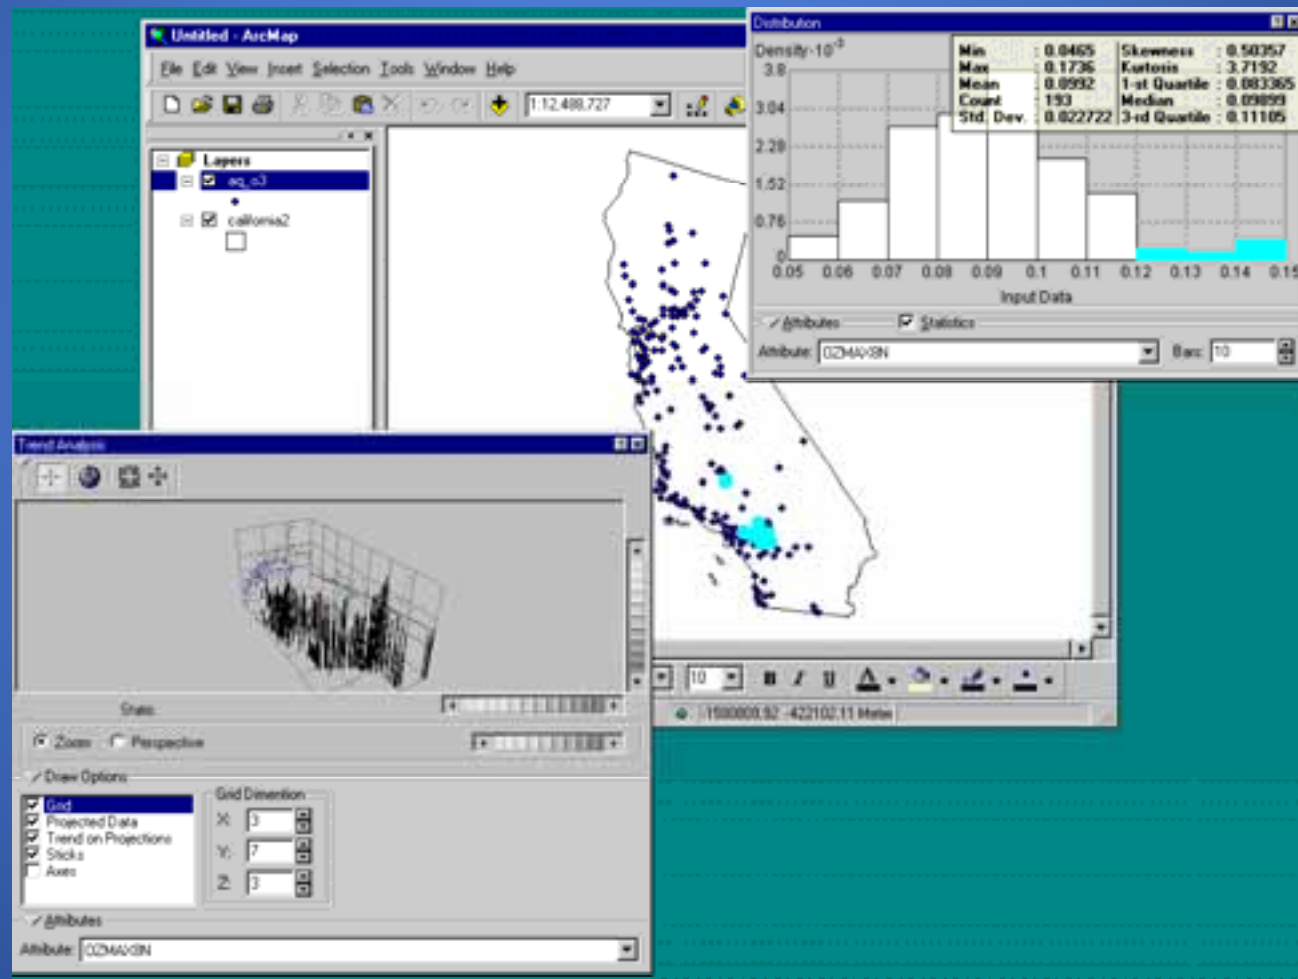 Untitled - ArcMap
File Edit View Insert Selection Tools Window Help
1:12,488,727
Layers
aq_o3
california2
Distribution
Density·10⁻³
3.8
3.04
2.28
1.52
0.76
0
0.05 0.06 0.07 0.08 0.09 0.1 0.11 0.12 0.13 0.14 0.15
Input Data
Min : 0.0465 Skewness : 0.50357
Max : 0.1736 Kurtosis : 3.7192
Mean : 0.0992 1-st Quartile : 0.083365
Count : 193 Median : 0.09899
Std. Dev. : 0.022722 3-rd Quartile : 0.11105
Attributes Statistics
Attribute: OZMAX8N Bars: 10
Trend Analysis
Zoom Perspective
Draw Options
Grid
Projected Data
Trend on Projections
Sticks
Axes
Grid Dimention
X: 3
Y: 7
Z: 3
Attributes
Attribute: OZMAX8N
10 B I U A
-422102.11 Meter